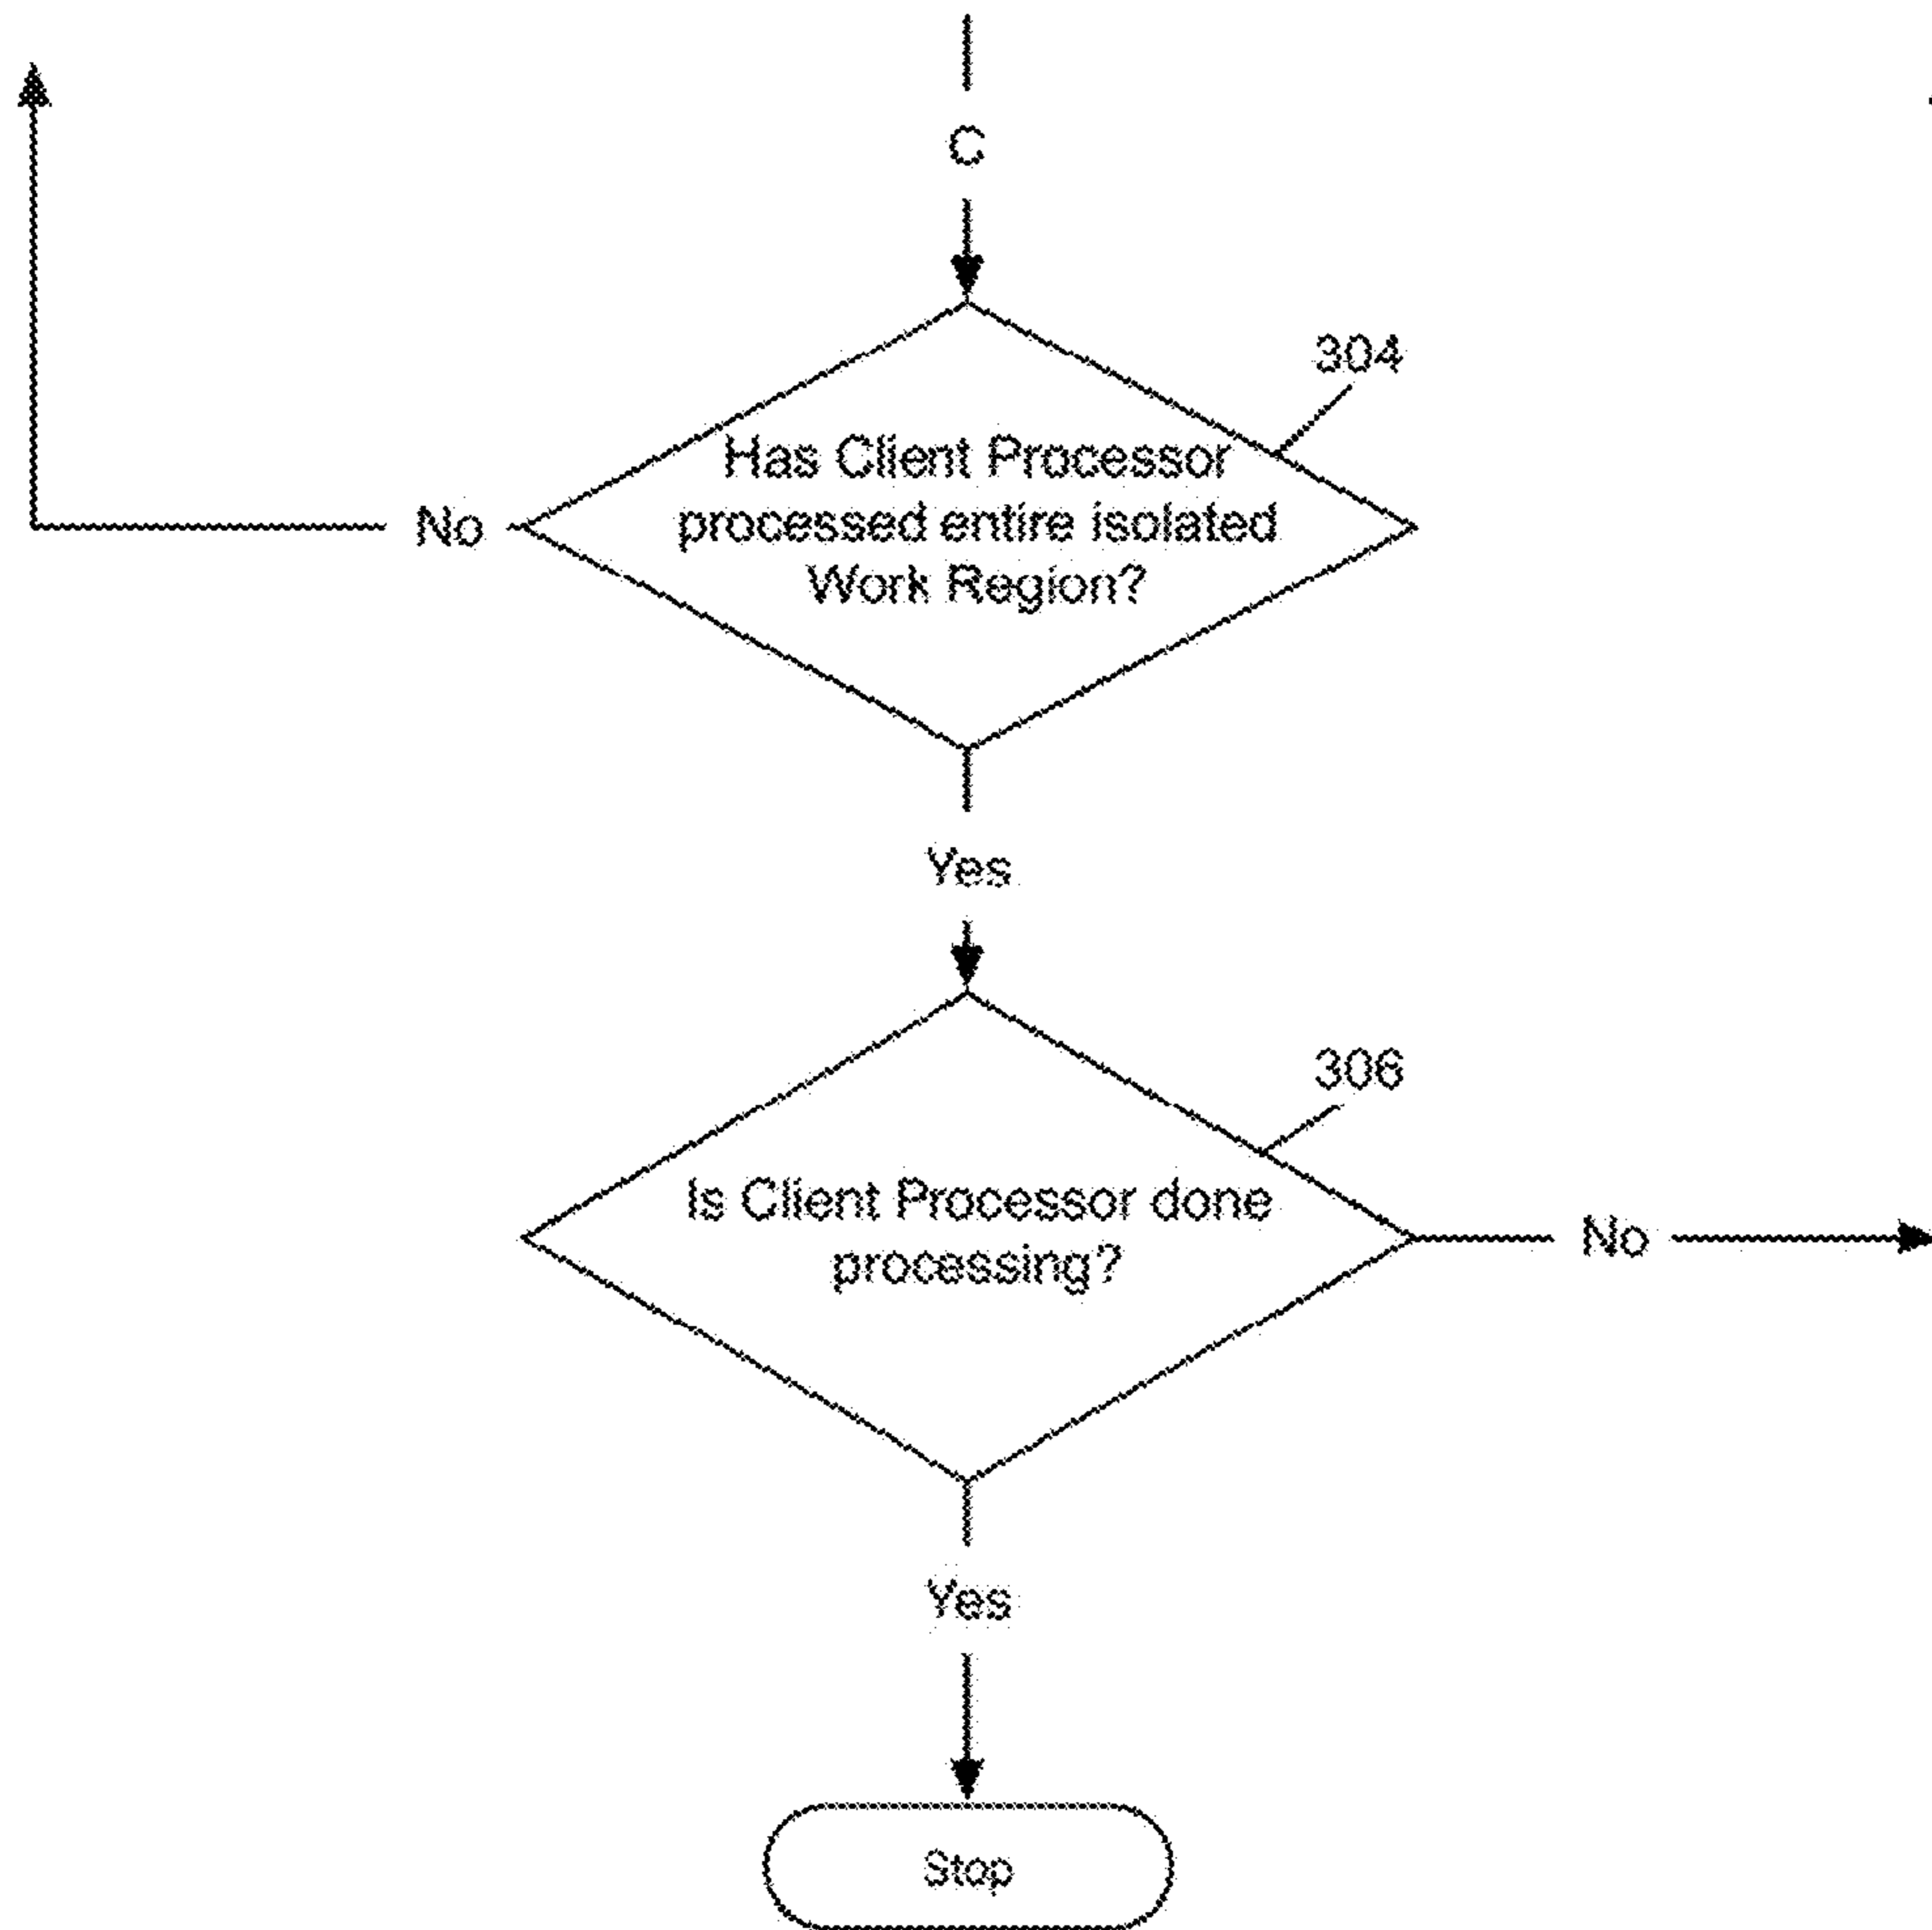 C
304
Has Client Processor
processed entire isolated
Work Region?
No
Yes
306
Is Client Processor done
processing?
No
Yes
Stop